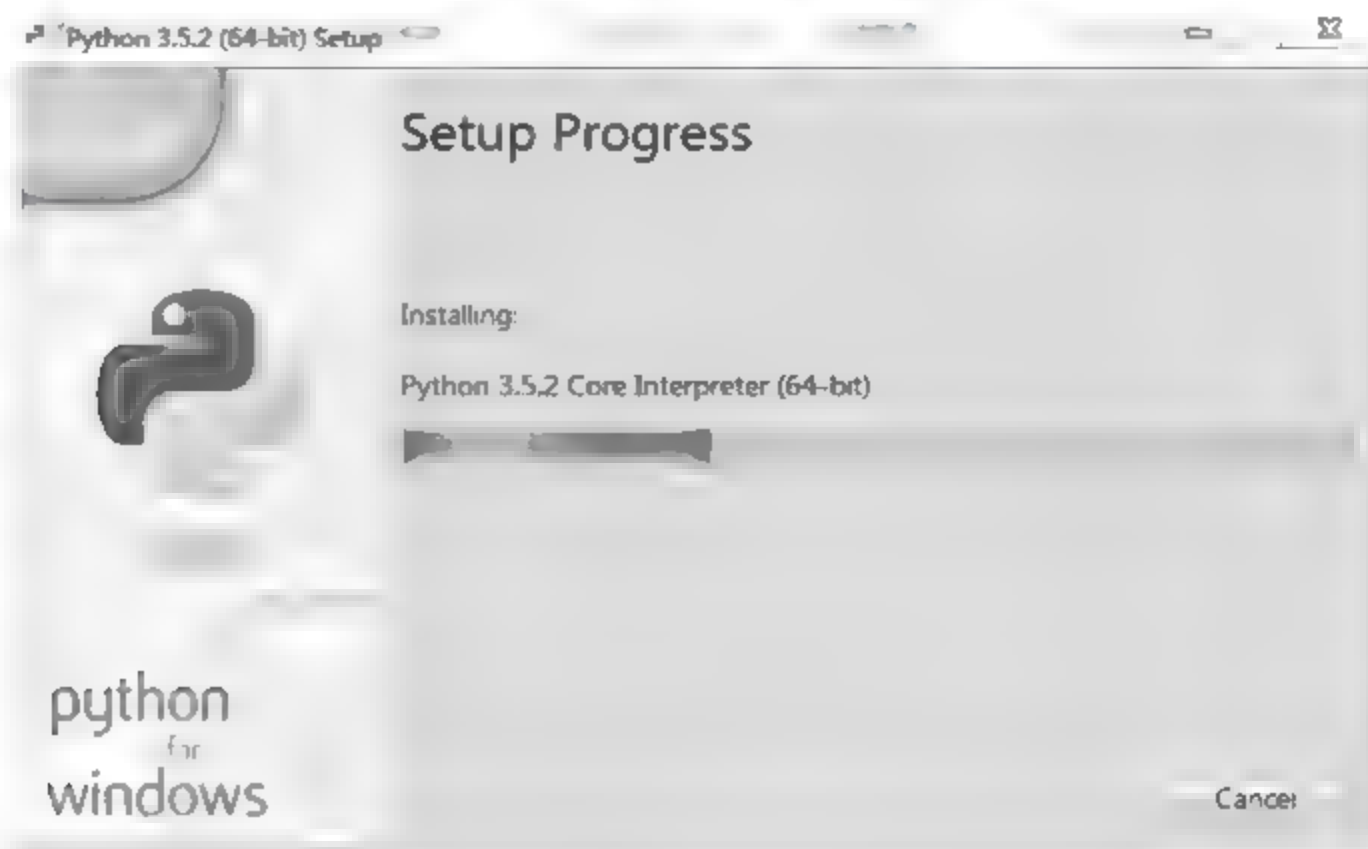 Python 3.5.2 (64-bit) Setup
Setup Progress
Installing:
Python 3.5.2 Core Interpreter (64-bit)
python
for
windows
Cancel